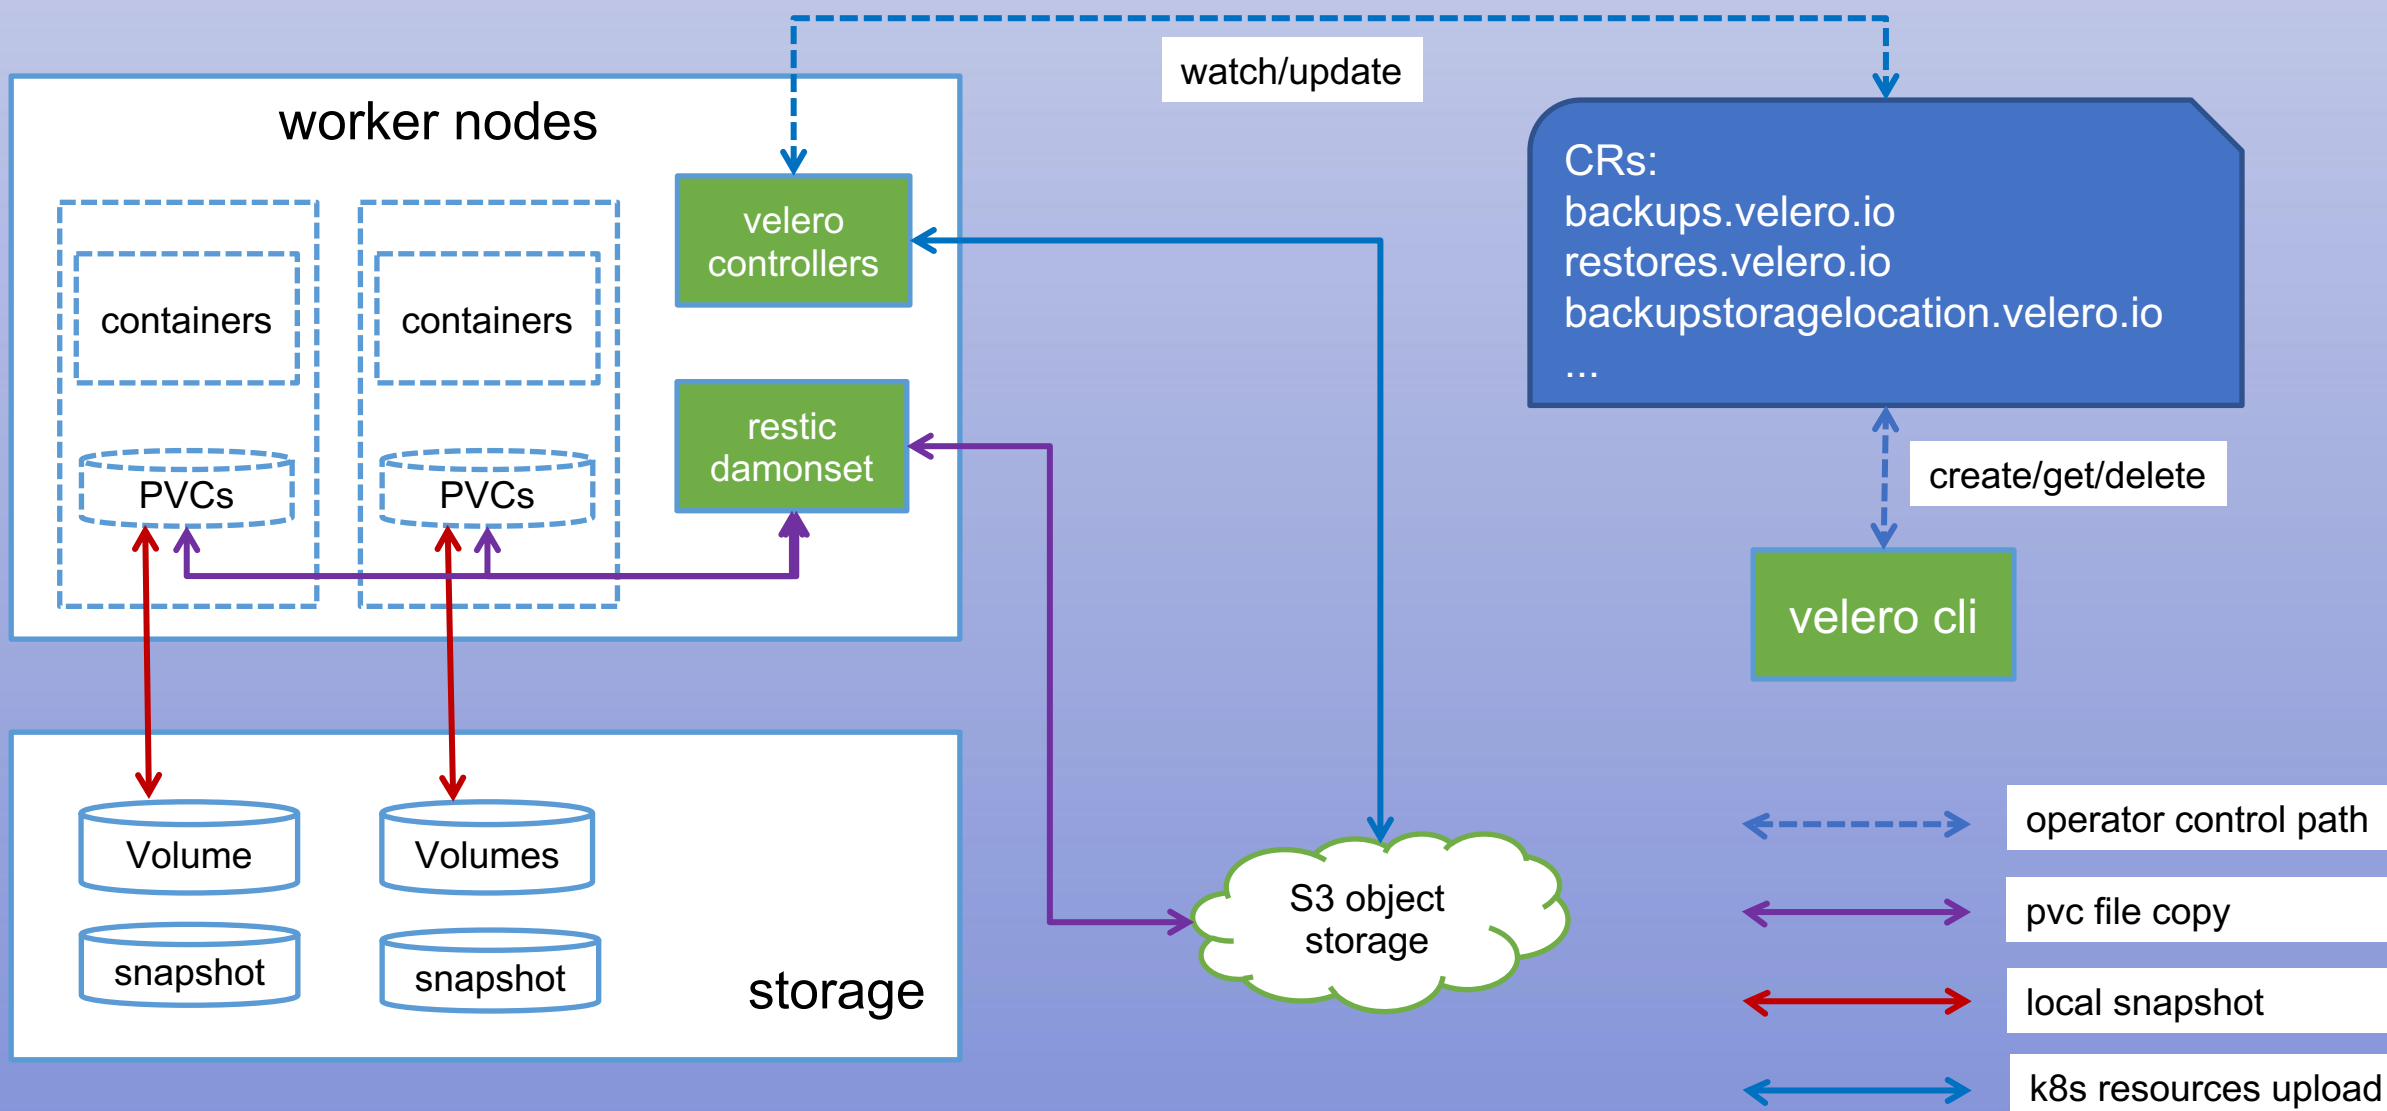 watch/update
worker nodes
CRs:
backups.velero.io
restores.velero.io
backupstoragelocation.velero.io
...
velero
controllers
containers
containers
restic
damonset
PVCs
PVCs
create/get/delete
velero cli
Volume
Volumes
snapshot
snapshot
storage
S3 object
storage
operator control path
pvc file copy
local snapshot
k8s resources upload